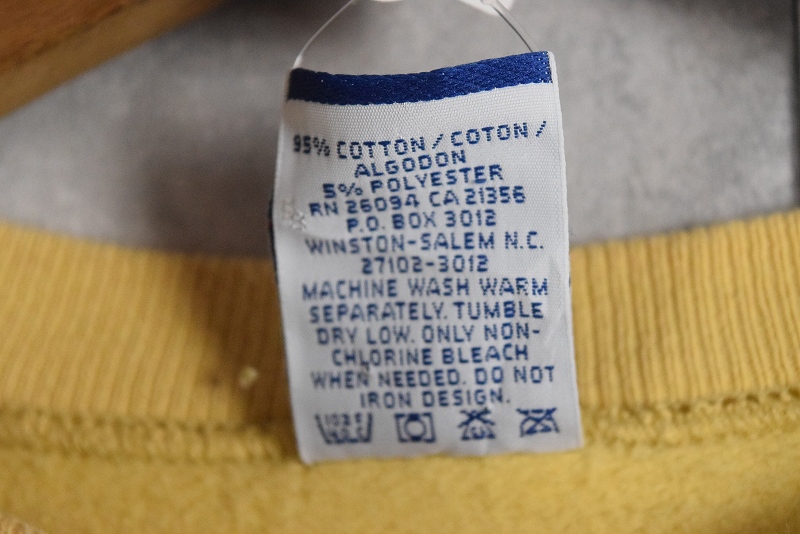 95% COTTON / COTON /
ALGODON
5% POLYESTER
RN 26094 CA 21356
P.O. BOX 3012
WINSTON-SALEM N.C.
27102-3012
MACHINE WASH WARM
SEPARATELY. TUMBLE
DRY LOW. ONLY NON-
CHLORINE BLEACH
WHEN NEEDED. DO NOT
IRON DESIGN.